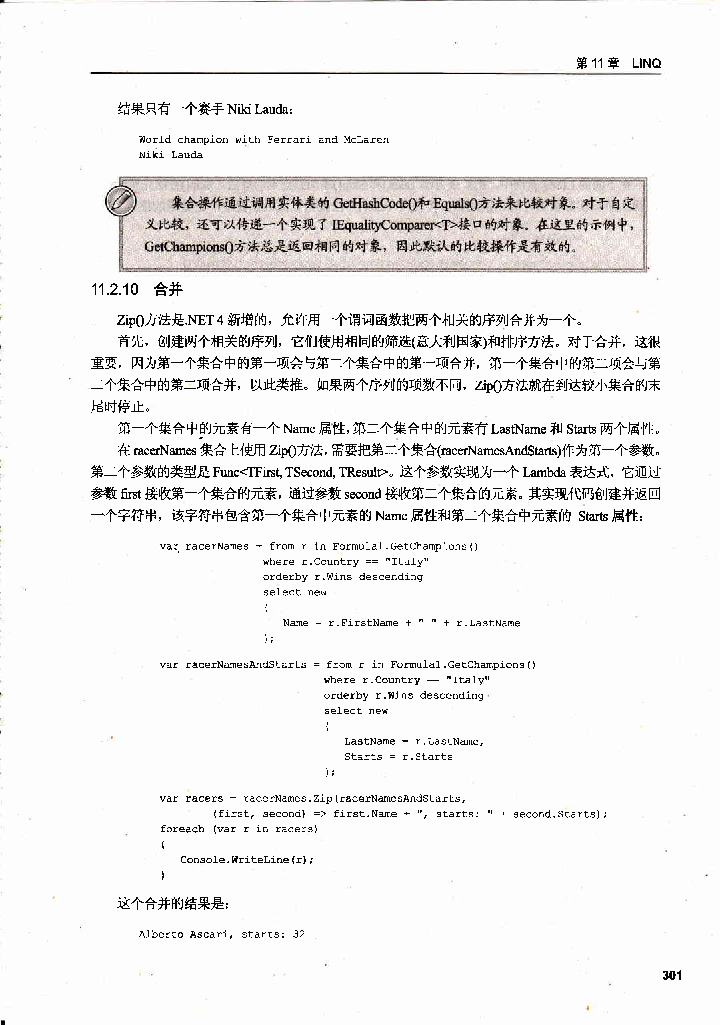 第 11 章 LINQ
结果只有一个赛手 Niki Lauda：
World champion with Ferrari and McLaren
Niki Lauda
集合操作通过调用实体类的 GetHashCode()和 Equals()方法来比较对象。对于自定
义比较，还可以传递一个实现了 IEqualityComparer<T>接口的对象。在这里的示例中，
GetChampions()方法总是返回相同的对象，因此默认的比较操作是有效的。
11.2.10 合并
Zip()方法是.NET 4 新增的，允许用一个谓词函数把两个相关的序列合并为一个。
首先，创建两个相关的序列，它们使用相同的筛选(意大利国家)和排序方法。对于合并，这很
重要，因为第一个集合中的第一项会与第二个集合中的第一项合并，第一个集合中的第二项会与第
二个集合中的第二项合并，以此类推。如果两个序列的项数不同，Zip()方法就在到达较小集合的末
尾时停止。
第一个集合中的元素有一个 Name 属性，第二个集合中的元素有 LastName 和 Starts 两个属性。
在 racerNames 集合上使用 Zip()方法，需要把第二个集合(racerNamesAndStarts)作为第一个参数。
第二个参数的类型是 Func<TFirst, TSecond, TResult>。这个参数实现为一个 Lambda 表达式，它通过
参数 first 接收第一个集合的元素，通过参数 second 接收第二个集合的元素。其实现代码创建并返回
一个字符串，该字符串包含第一个集合中元素的 Name 属性和第二个集合中元素的 Starts 属性：
var racerNames = from r in Formula1.GetChampions()
where r.Country == "Italy"
orderby r.Wins descending
select new
{
Name = r.FirstName + " " + r.LastName
};
var racerNamesAndStarts = from r in Formula1.GetChampions()
where r.Country == "Italy"
orderby r.Wins descending
select new
{
LastName = r.LastName,
Starts = r.Starts
};
var racers = racerNames.Zip(racerNamesAndStarts,
(first, second) => first.Name + ", starts: " + second.Starts);
foreach (var r in racers)
{
Console.WriteLine(r);
}
这个合并的结果是：
Alberto Ascari, starts: 32
301